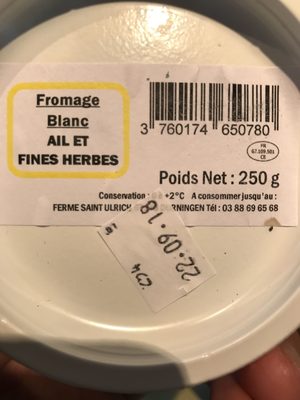 Fromage
Blanc
AIL ET
FINES HERBES
3 760174 650780
FR
67.109.501
CE
Poids Net : 250 g
Conservation : +2°C A consommer jusqu'au :
FERME SAINT ULRICH Tél : 03 88 69 65 68
22.09.18